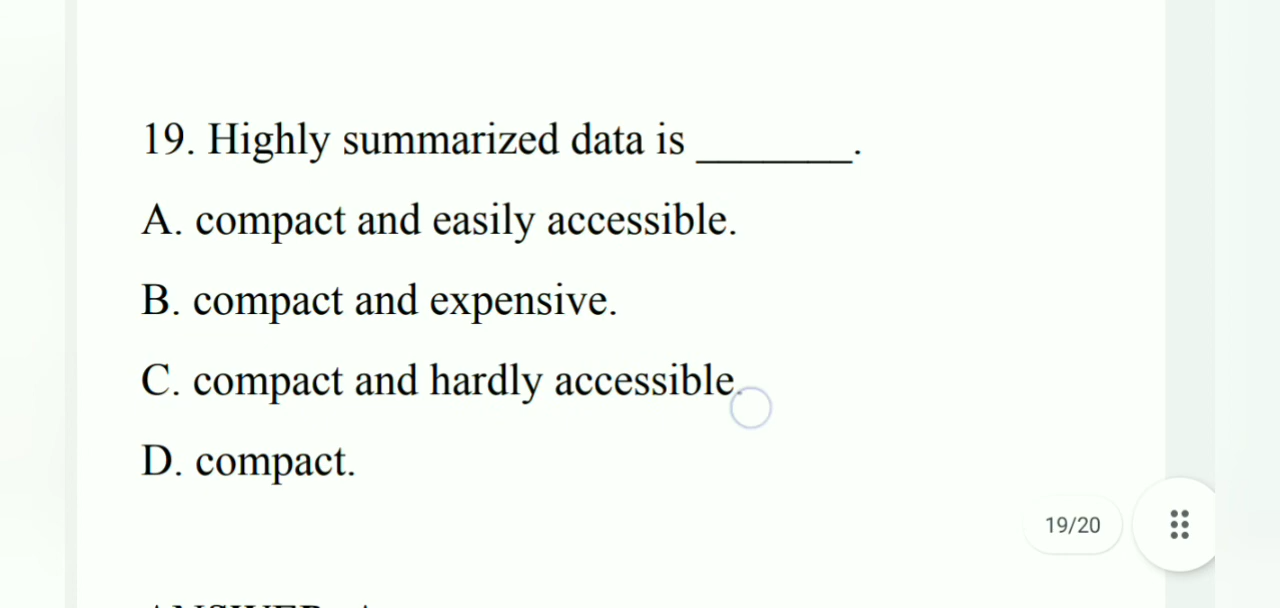 19. Highly summarized data is _______.
A. compact and easily accessible.
B. compact and expensive.
C. compact and hardly accessible.
D. compact.
19/20